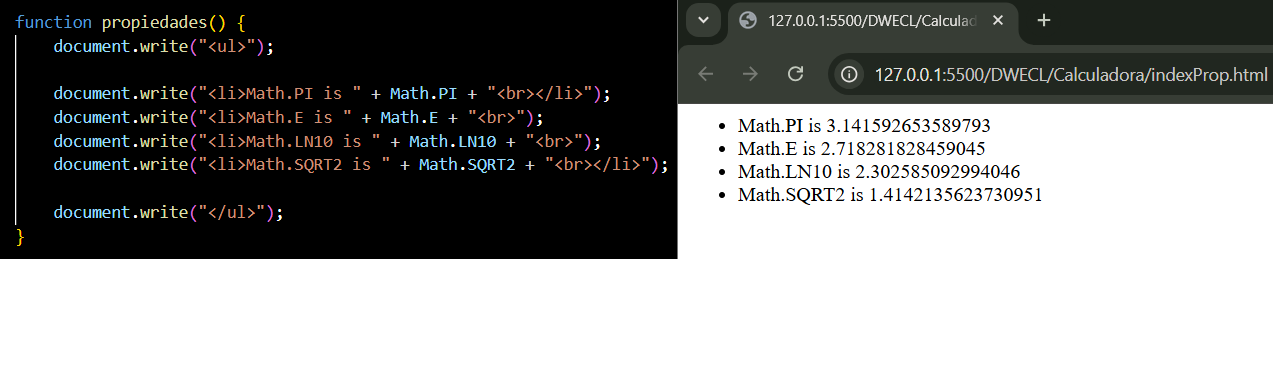 function propiedades() {
document.write("<ul>");
document.write("<li>Math.PI is " + Math.PI + "<br></li>");
document.write("<li>Math.E is " + Math.E + "<br>");
document.write("<li>Math.LN10 is " + Math.LN10 + "<br>");
document.write("<li>Math.SQRT2 is " + Math.SQRT2 + "<br></li>");
document.write("</ul>");
}
127.0.0.1:5500/DWECL/Calculad
127.0.0.1:5500/DWECL/Calculadora/indexProp.html
• Math.PI is 3.141592653589793
• Math.E is 2.718281828459045
• Math.LN10 is 2.302585092994046
• Math.SQRT2 is 1.4142135623730951